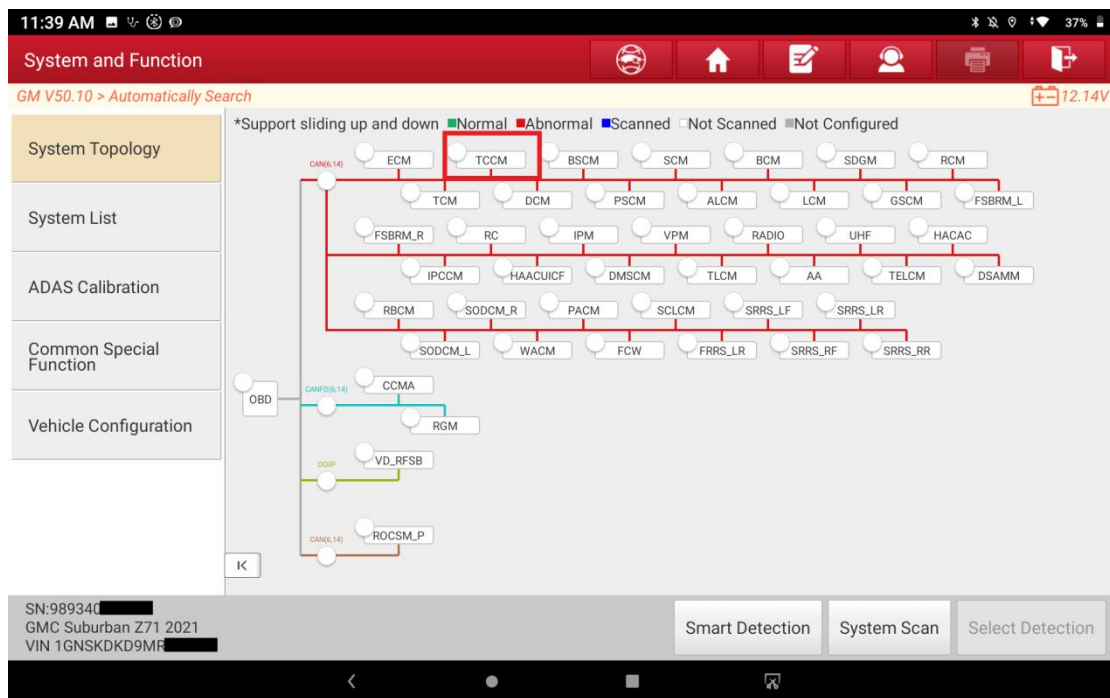 11:39 AM
37%
System and Function
GM V50.10 > Automatically Search
12.14V
System Topology
System List
ADAS Calibration
Common Special
Function
Vehicle Configuration
*Support sliding up and down Normal Abnormal Scanned Not Scanned Not Configured
CAN(6,14)
ECM TCCM BSCM SCM BCM SDGM RCM
TCM DCM PSCM ALCM LCM GSCM FSBRM_L
FSBRM_R RC IPM VPM RADIO UHF HACAC
IPCCM HAACUICF DMSCM TLCM AA TELCM DSAMM
RBCM SODCM_R PACM SCLCM SRRS_LF SRRS_LR
SODCM_L WACM FCW FRRS_LR SRRS_RF SRRS_RR
OBD
CANFD(6,14)
CCMA
RGM
DOIP
VD_RFSB
CAN(6,14)
ROCSM_P
SN:989340
GMC Suburban Z71 2021
VIN 1GNSKDKD9MR
Smart Detection System Scan Select Detection